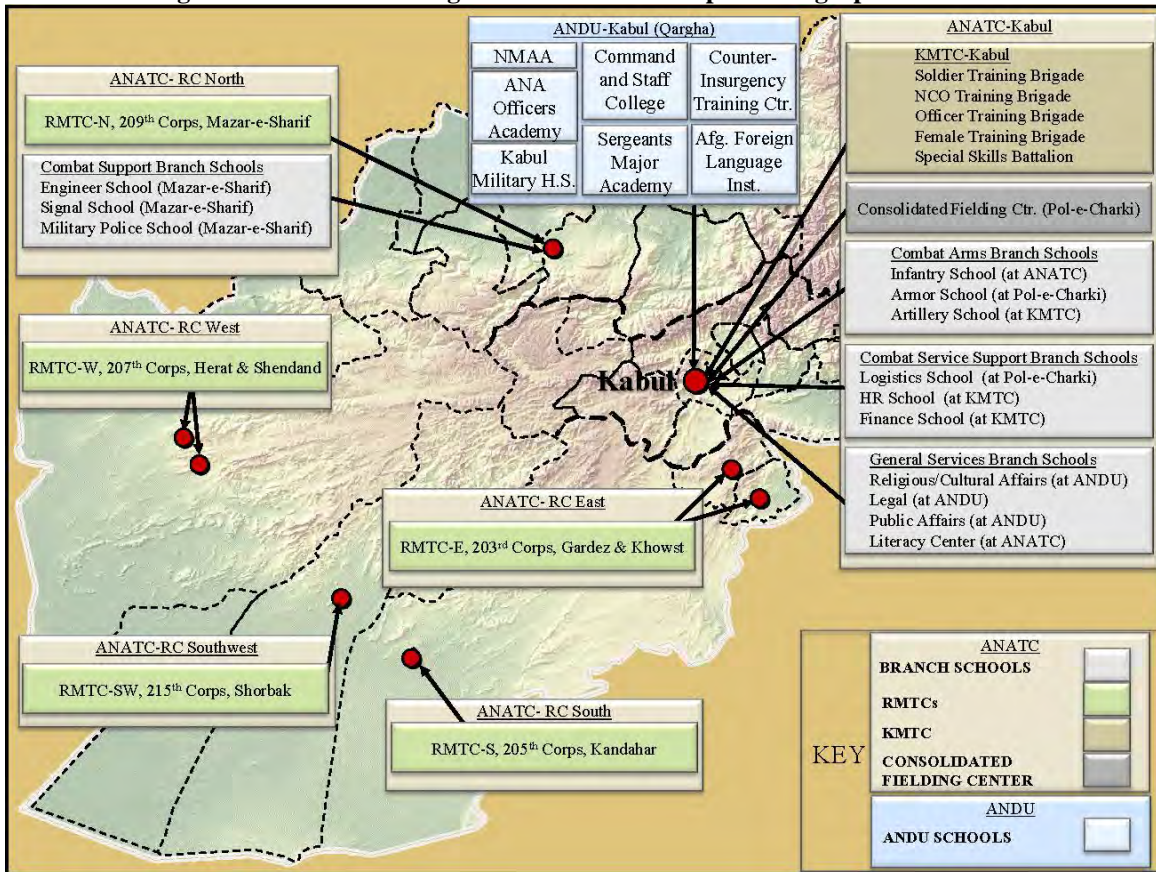 ANDU-Kabul (Qargha)
NMAA
ANA
Officers
Academy
Kabul
Military H.S.
Command
and Staff
College
Sergeants
Major
Academy
Counter-
Insurgency
Training Ctr.
Afg. Foreign
Language
Inst.
ANATC-Kabul
KMTC-Kabul
Soldier Training Brigade
NCO Training Brigade
Officer Training Brigade
Female Training Brigade
Special Skills Battalion
Consolidated Fielding Ctr. (Pol-e-Charki)
Combat Arms Branch Schools
Infantry School (at ANATC)
Armor School (at Pol-e-Charki)
Artillery School (at KMTC)
Combat Service Support Branch Schools
Logistics School (at Pol-e-Charki)
HR School (at KMTC)
Finance School (at KMTC)
General Services Branch Schools
Religious/Cultural Affairs (at ANDU)
Legal (at ANDU)
Public Affairs (at ANDU)
Literacy Center (at ANATC)
ANATC- RC North
RMTC-N, 209th Corps, Mazar-e-Sharif
Combat Support Branch Schools
Engineer School (Mazar-e-Sharif)
Signal School (Mazar-e-Sharif)
Military Police School (Mazar-e-Sharif)
ANATC- RC West
RMTC-W, 207th Corps, Herat & Shendand
Kabul
ANATC- RC East
RMTC-E, 203rd Corps, Gardez & Khowst
ANATC-RC Southwest
RMTC-SW, 215th Corps, Shorbak
ANATC- RC South
RMTC-S, 205th Corps, Kandahar
KEY
ANATC
BRANCH SCHOOLS
RMTCs
KMTC
CONSOLIDATED
FIELDING CENTER
ANDU
ANDU SCHOOLS